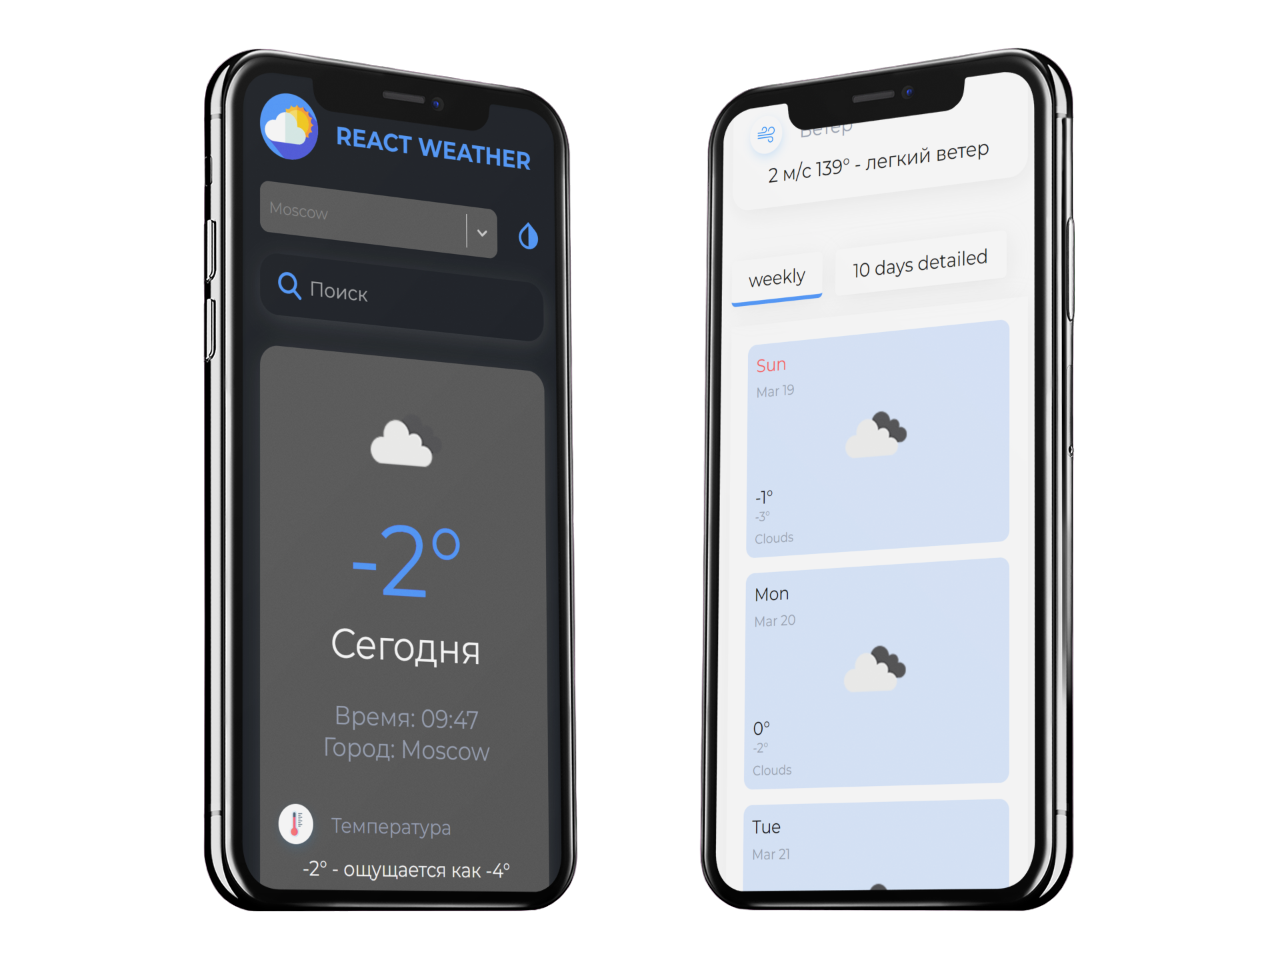 REACT WEATHER
Moscow
Поиск
-2°
Сегодня
Время: 09:47
Город: Moscow
Температура
-2° - ощущается как -4°
Ветер
2 м/с 139° - легкий ветер
weekly
10 days detailed
Sun
Mar 19
-1°
-3°
Clouds
Mon
Mar 20
0°
-2°
Clouds
Tue
Mar 21